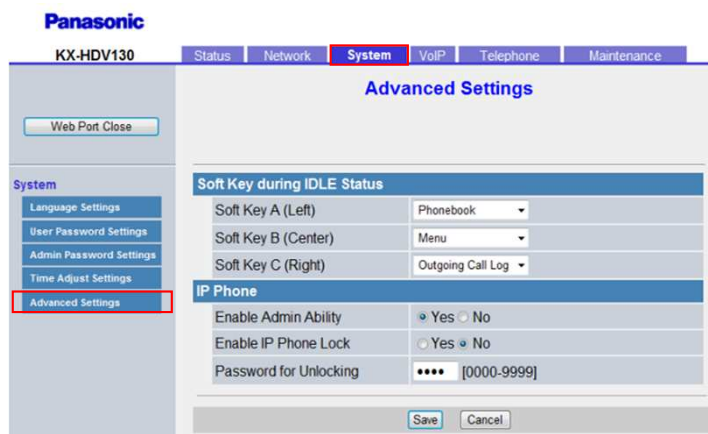 Panasonic
KX-HDV130
Status Network System VoIP Telephone Maintenance
Web Port Close
Advanced Settings
System
Language Settings
User Password Settings
Admin Password Settings
Time Adjust Settings
Advanced Settings
Soft Key during IDLE Status
Soft Key A (Left) Phonebook
Soft Key B (Center) Menu
Soft Key C (Right) Outgoing Call Log
IP Phone
Enable Admin Ability Yes No
Enable IP Phone Lock Yes No
Password for Unlocking •••• [0000-9999]
Save Cancel